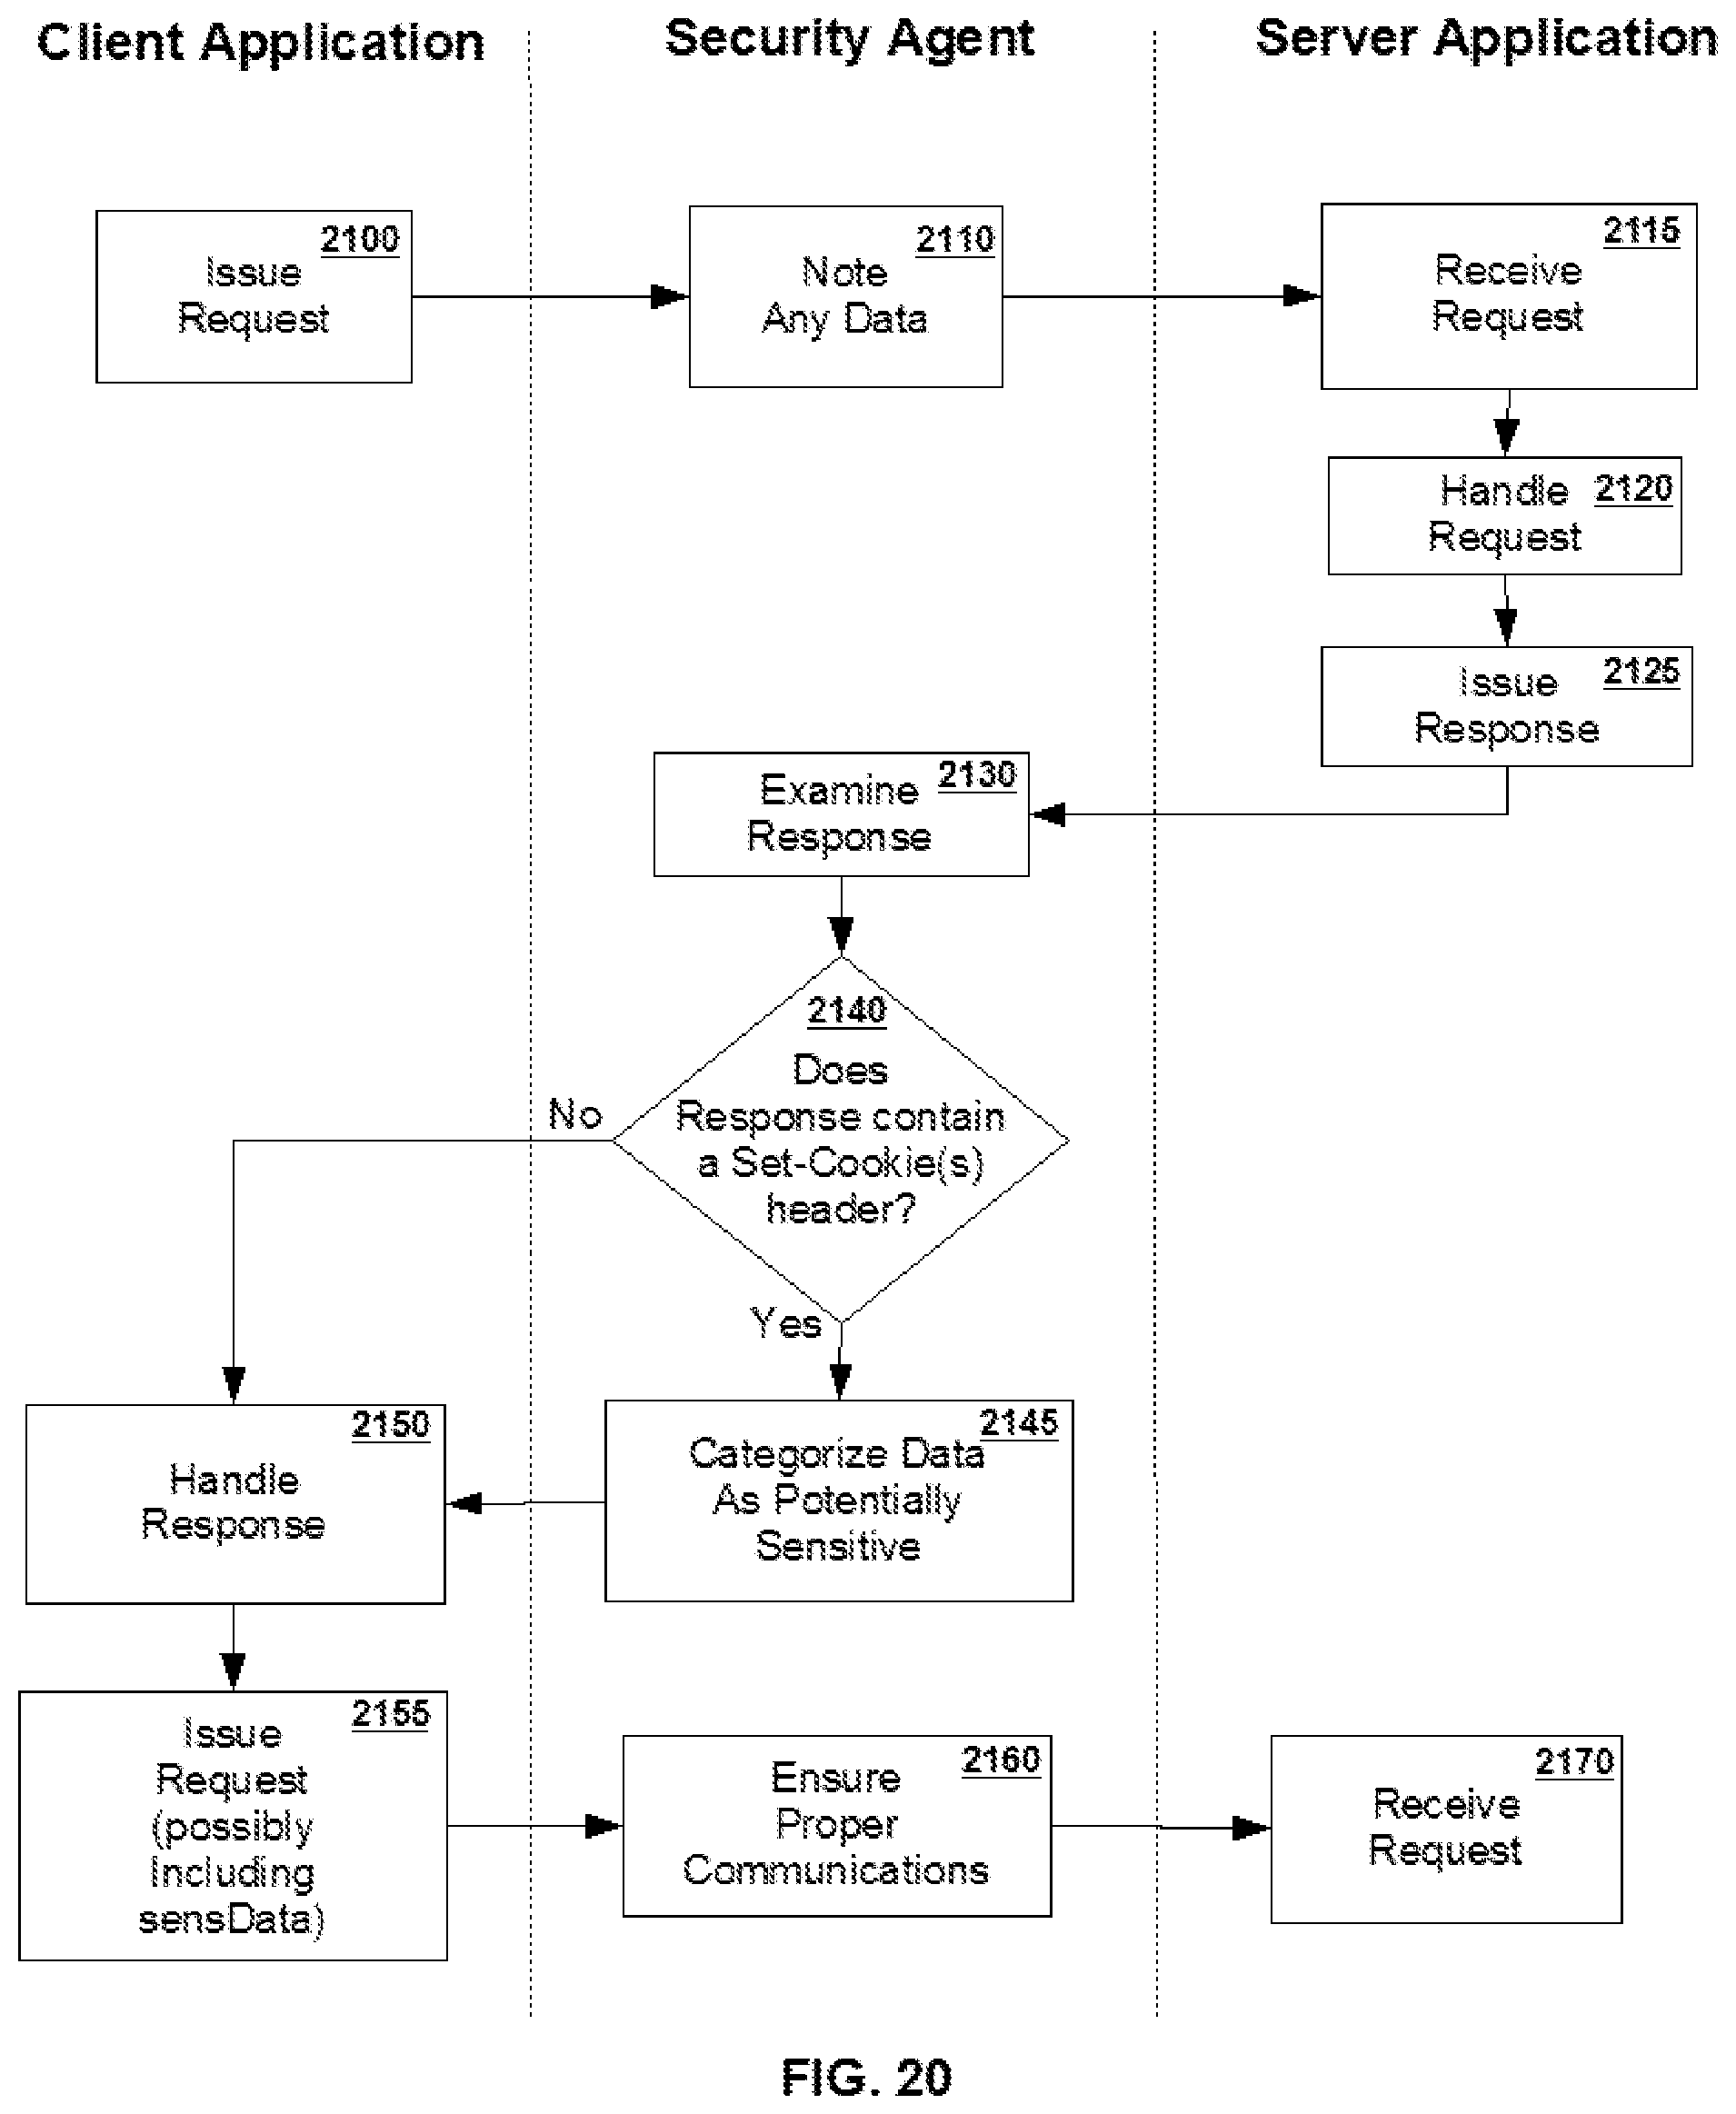 Client Application
Security Agent
Server Application
2100
Issue
Request
2110
Note
Any Data
2115
Receive
Request
2120
Handle
Request
2125
Issue
Response
2130
Examine
Response
2140
Does
Response contain
a Set-Cookie(s)
header?
No
Yes
2150
Handle
Response
2145
Categorize Data
As Potentially
Sensitive
2155
Issue
Request
(possibly
Including
sensData)
2160
Ensure
Proper
Communications
2170
Receive
Request
FIG. 20